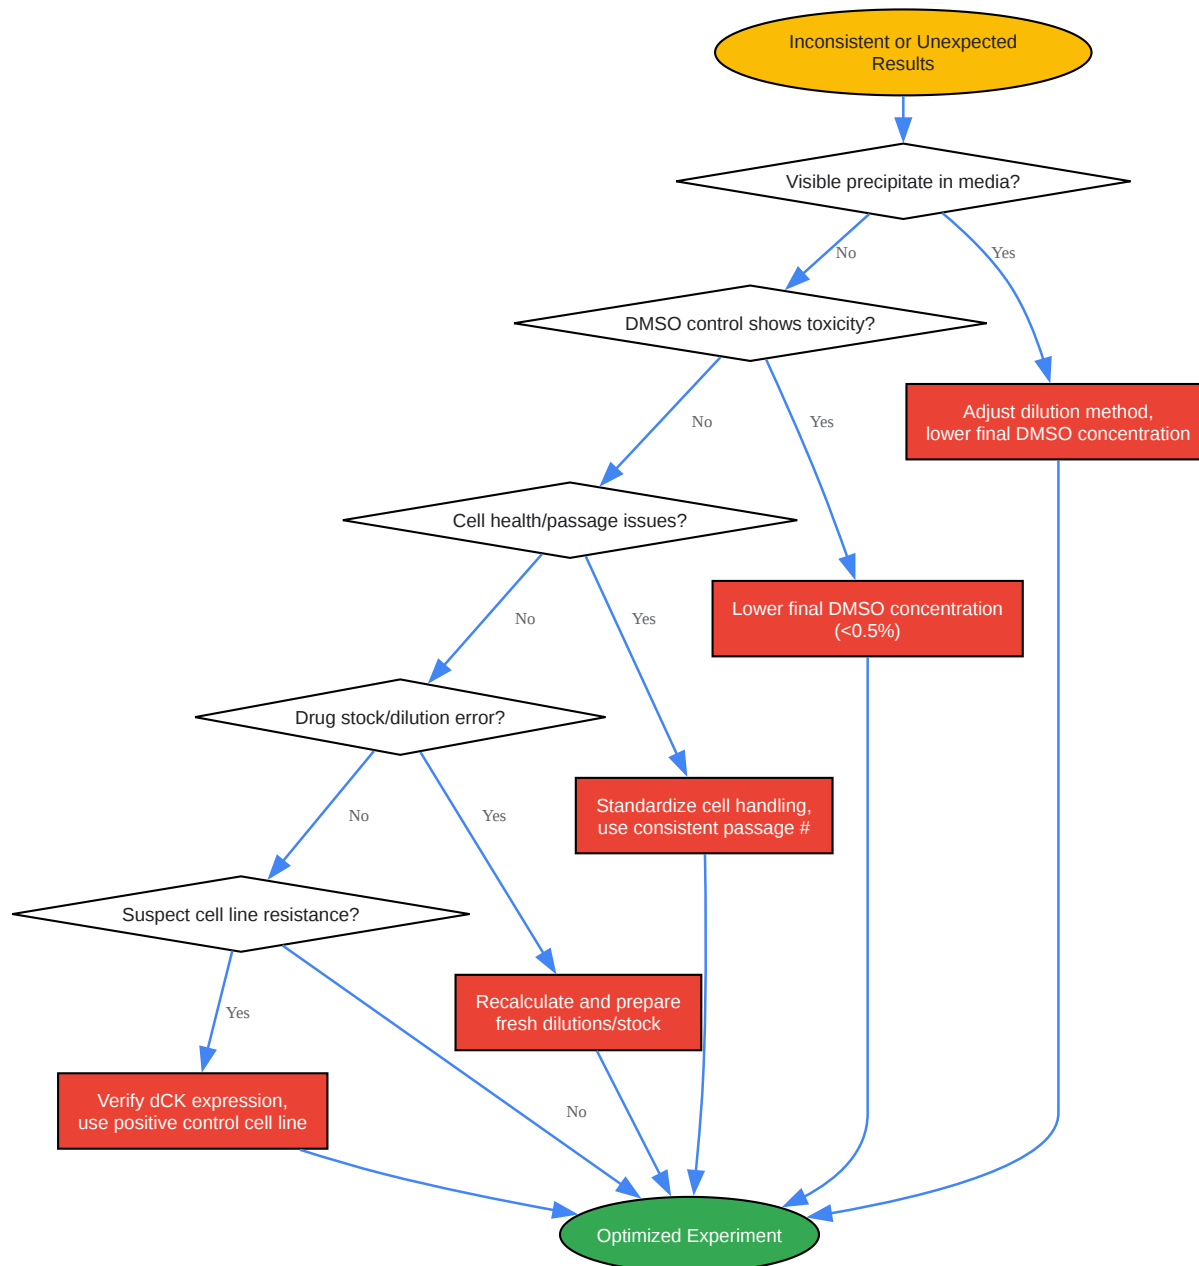 Inconsistent or Unexpected
Results
Visible precipitate in media?
No
Yes
DMSO control shows toxicity?
Adjust dilution method,
lower final DMSO concentration
No
Yes
Cell health/passage issues?
Lower final DMSO concentration
(<0.5%)
No
Yes
Drug stock/dilution error?
Standardize cell handling,
use consistent passage #
No
Yes
Suspect cell line resistance?
Recalculate and prepare
fresh dilutions/stock
Yes
Verify dCK expression,
use positive control cell line
No
Optimized Experiment